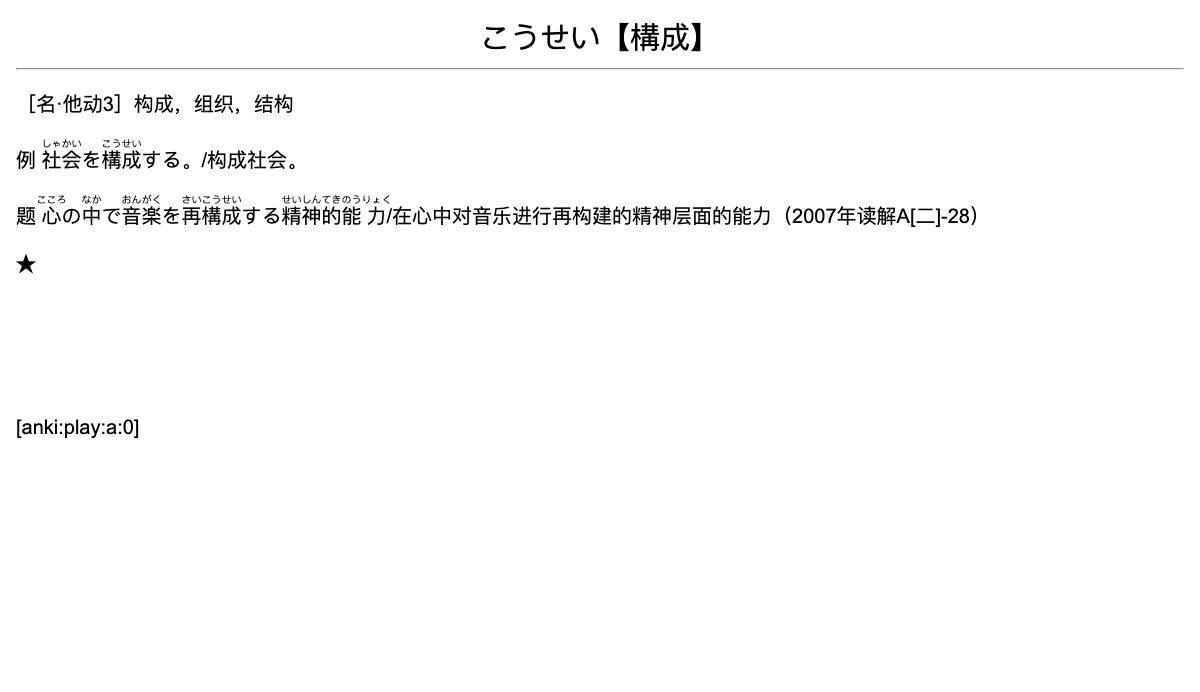 こうせい【構成】
［名·他动3］构成，组织，结构
しゃかい こうせい
例 社会を構成する。/构成社会。
こころ なか おんがく さいこうせい せいしんてきのうりょく
题 心の中で音楽を再構成する精神的能 力/在心中对音乐进行再构建的精神层面的能力（2007年读解A[二]-28）
★
[anki:play:a:0]